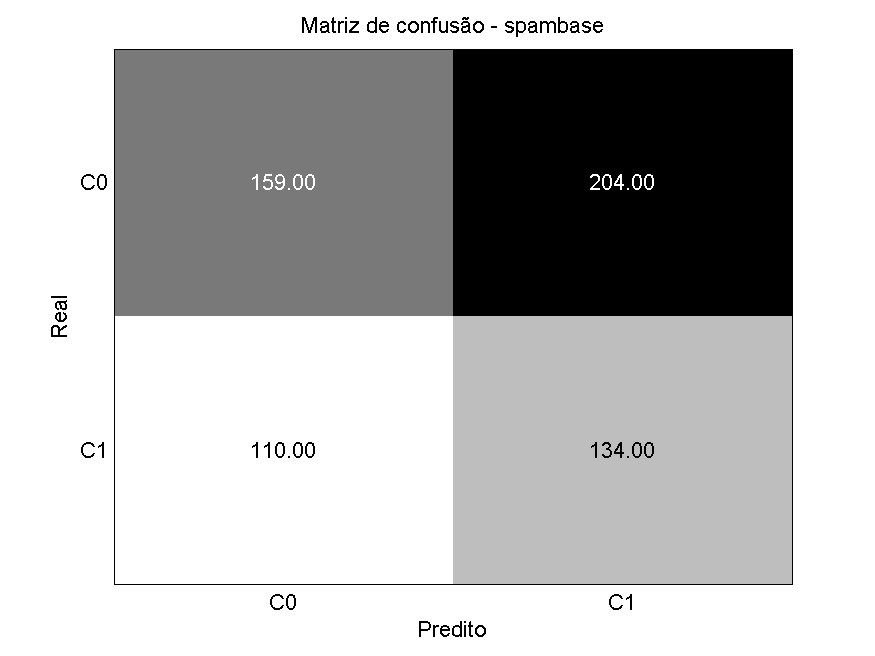 Matriz de confusão - spambase
C0
159.00
204.00
Real
C1
110.00
134.00
C0
C1
Predito